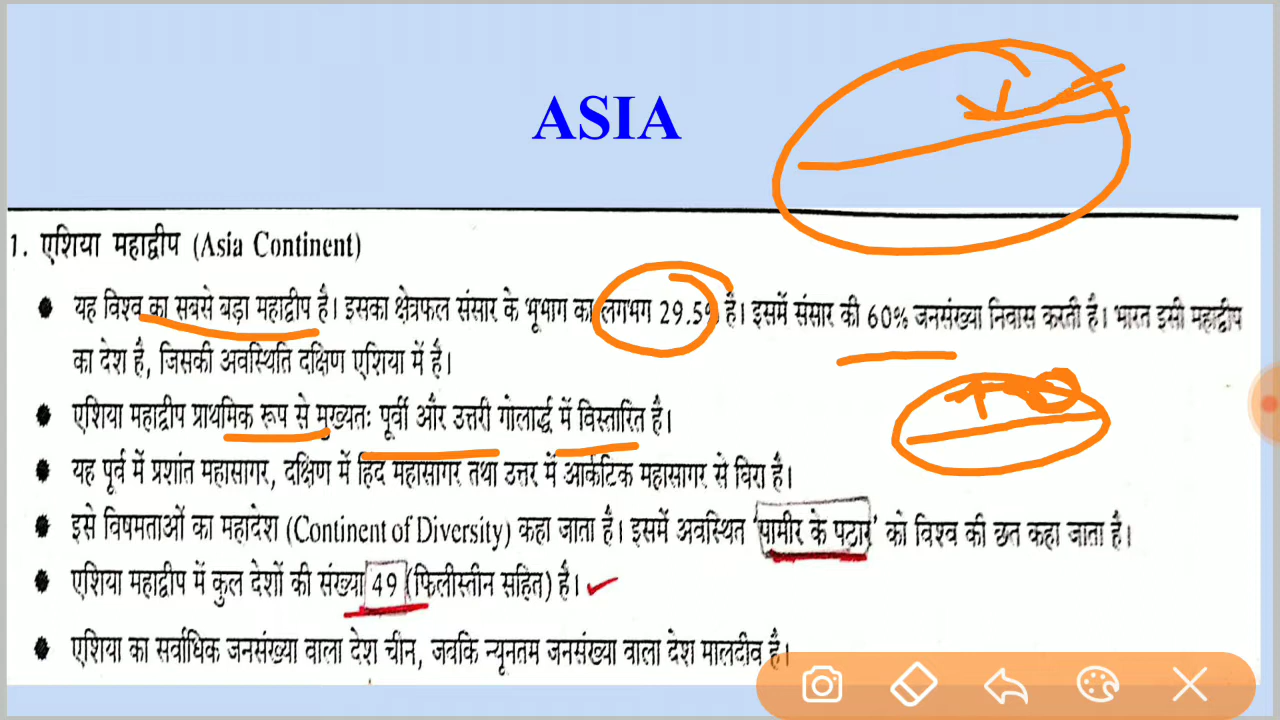 ASIA
1. एशिया महाद्वीप (Asia Continent)
यह विश्व का सबसे बड़ा महाद्वीप है। इसका क्षेत्रफल संसार के भूभाग का लगभग 29.5% है। इसमें संसार की 60% जनसंख्या निवास करती है। भारत इसी महाद्वीप
का देश है, जिसकी अवस्थिति दक्षिण एशिया में है।
एशिया महाद्वीप प्राथमिक रूप से मुख्यतः पूर्वी और उत्तरी गोलार्द्ध में विस्तारित है।
यह पूर्व में प्रशांत महासागर, दक्षिण में हिंद महासागर तथा उत्तर में आर्कटिक महासागर से घिरा है।
इसे विषमताओं का महादेश (Continent of Diversity) कहा जाता है। इसमें अवस्थित 'पामीर के पठार' को विश्व की छत कहा जाता है।
एशिया महाद्वीप में कुल देशों की संख्या 49 (फिलीस्तीन सहित) है।
एशिया का सर्वाधिक जनसंख्या वाला देश चीन, जबकि न्यूनतम जनसंख्या वाला देश मालदीव है।